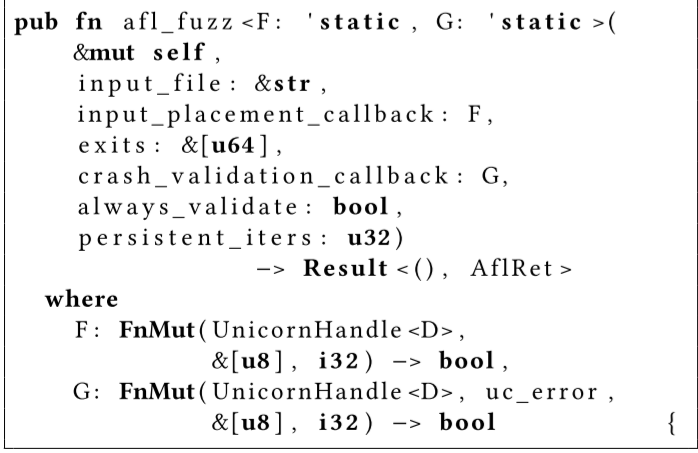 pub fn afl_fuzz<F: 'static, G: 'static>(
&mut self,
input_file: &str,
input_placement_callback: F,
exits: &[u64],
crash_validation_callback: G,
always_validate: bool,
persistent_iters: u32)
-> Result<(), AflRet>
where
F: FnMut(UnicornHandle<D>,
&[u8], i32) -> bool,
G: FnMut(UnicornHandle<D>, uc_error,
&[u8], i32) -> bool {